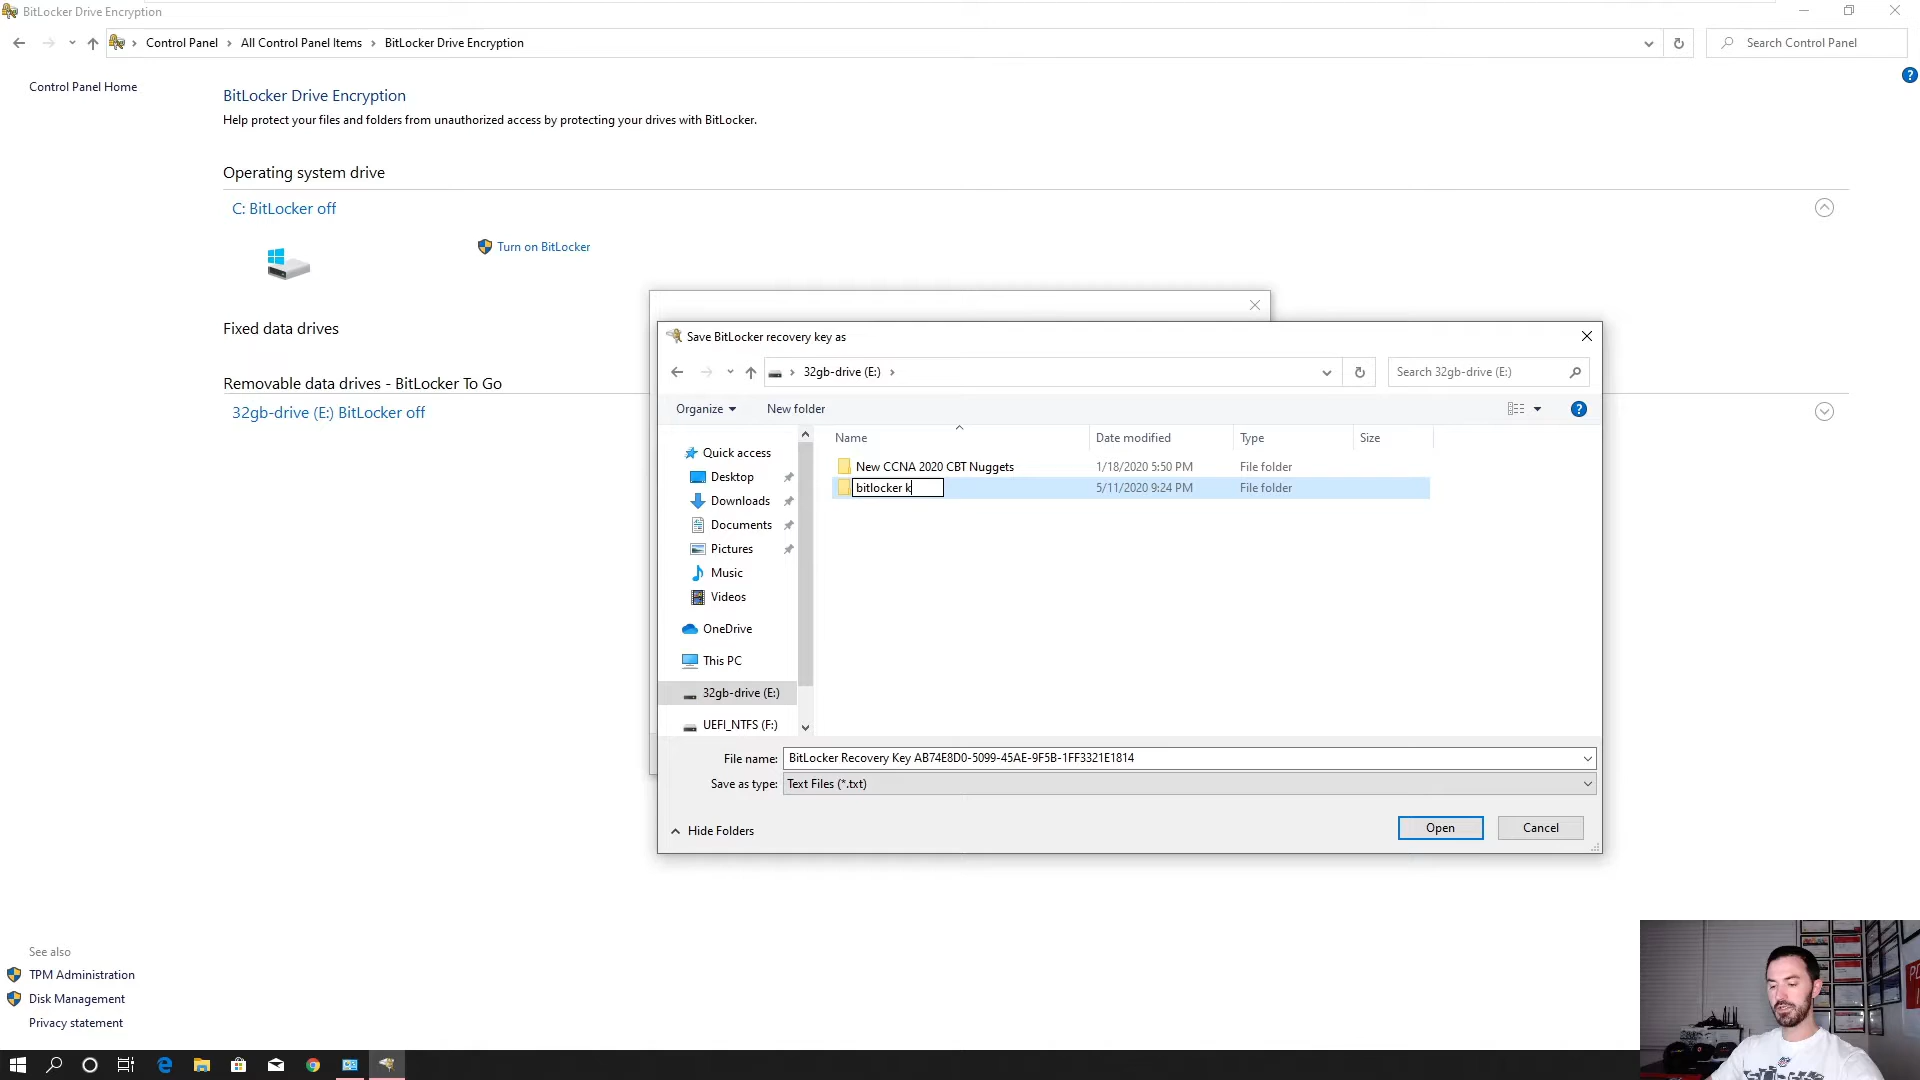 BitLocker Drive Encryption
Control Panel
All Control Panel Items
BitLocker Drive Encryption
Search Control Panel
Control Panel Home
BitLocker Drive Encryption
Help protect your files and folders from unauthorized access by protecting your drives with BitLocker.
Operating system drive
C: BitLocker off
Turn on BitLocker
Fixed data drives
Removable data drives - BitLocker To Go
32gb-drive (E:) BitLocker off
Save BitLocker recovery key as
32gb-drive (E:)
Search 32gb-drive (E:)
Organize
New folder
Name
Date modified
Type
Size
New CCNA 2020 CBT Nuggets
1/18/2020 5:50 PM
File folder
bitlocker k
5/11/2020 9:24 PM
File folder
Quick access
Desktop
Downloads
Documents
Pictures
Music
Videos
OneDrive
This PC
32gb-drive (E:)
UEFI_NTFS (F:)
File name:
BitLocker Recovery Key AB74E8D0-5099-45AE-9F5B-1FF3321E1814
Save as type:
Text Files (*.txt)
Hide Folders
Open
Cancel
See also
TPM Administration
Disk Management
Privacy statement